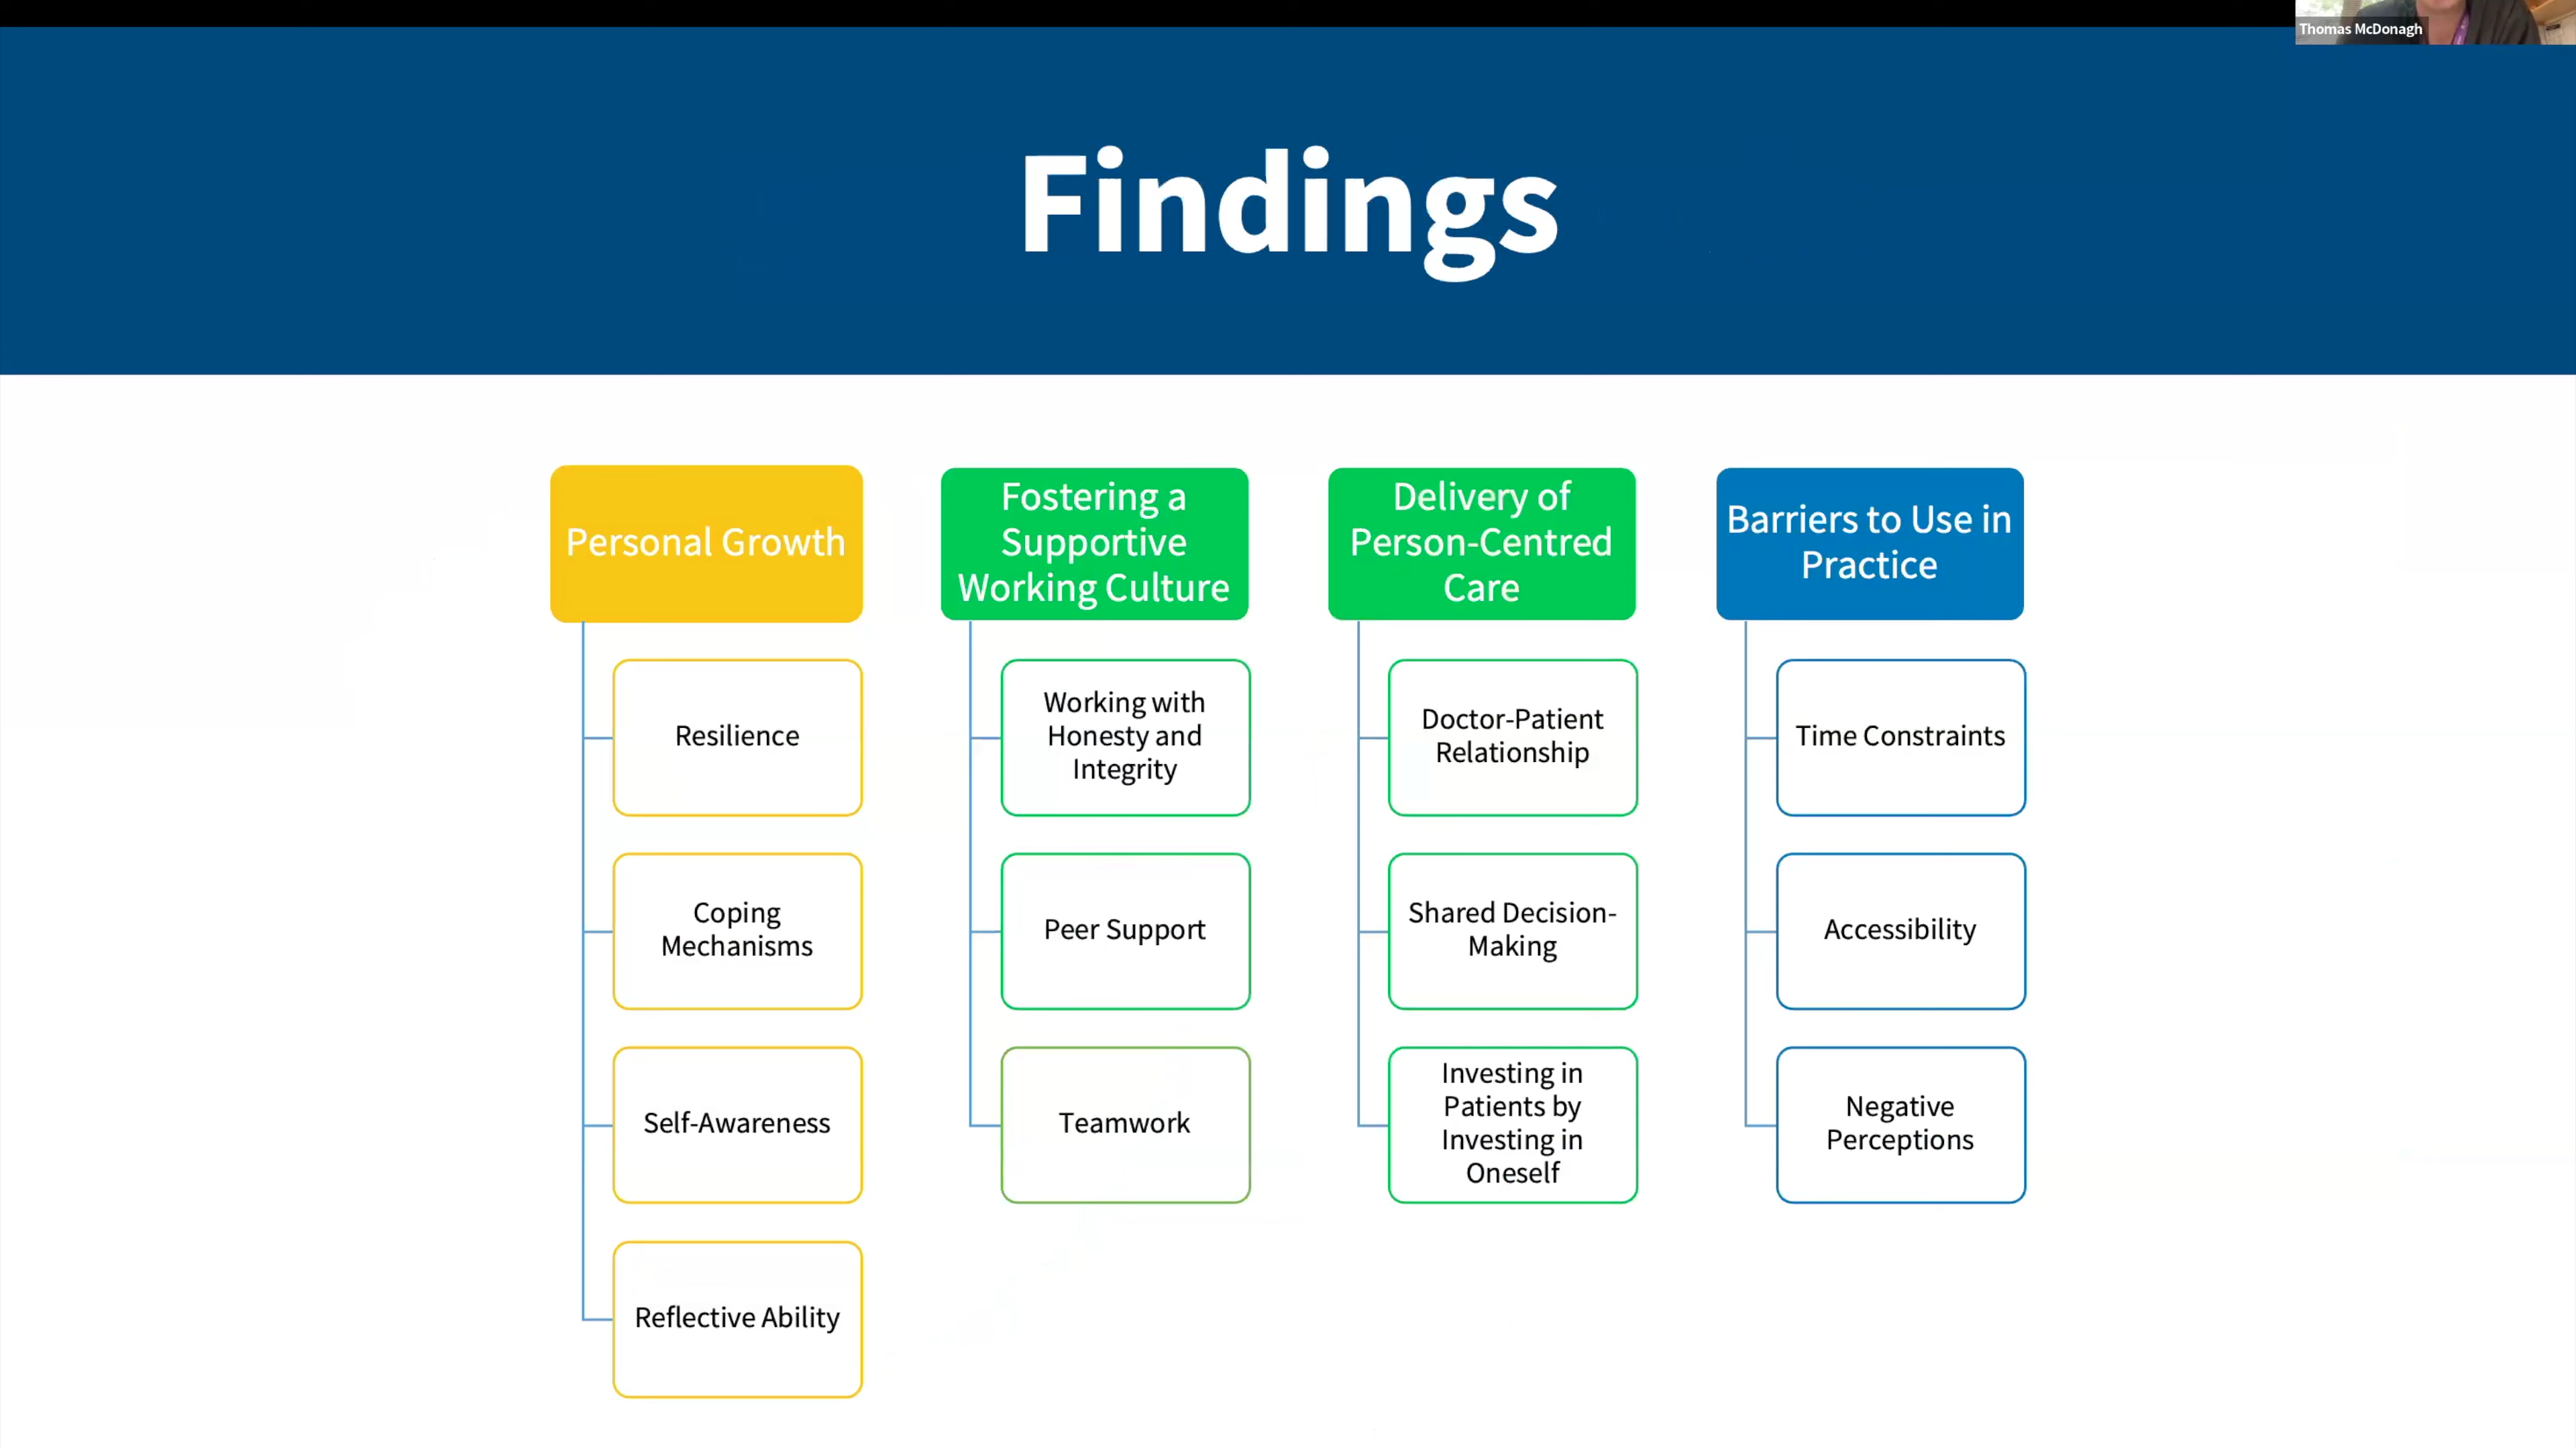 Thomas McDonagh
Findings
Personal Growth
Resilience
Coping
Mechanisms
Self-Awareness
Reflective Ability
Fostering a
Supportive
Working Culture
Working with
Honesty and
Integrity
Peer Support
Teamwork
Delivery of
Person-Centred
Care
Doctor-Patient
Relationship
Shared Decision-
Making
Investing in
Patients by
Investing in
Oneself
Barriers to Use in
Practice
Time Constraints
Accessibility
Negative
Perceptions